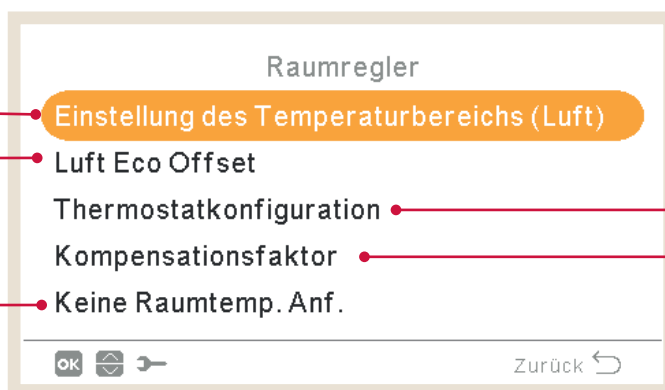 Raumregler
Einstellung des Temperaturbereichs (Luft)
Luft Eco Offset
Thermostatkonfiguration
Kompensationsfaktor
Keine Raumtemp. Anf.
OK
Zurück